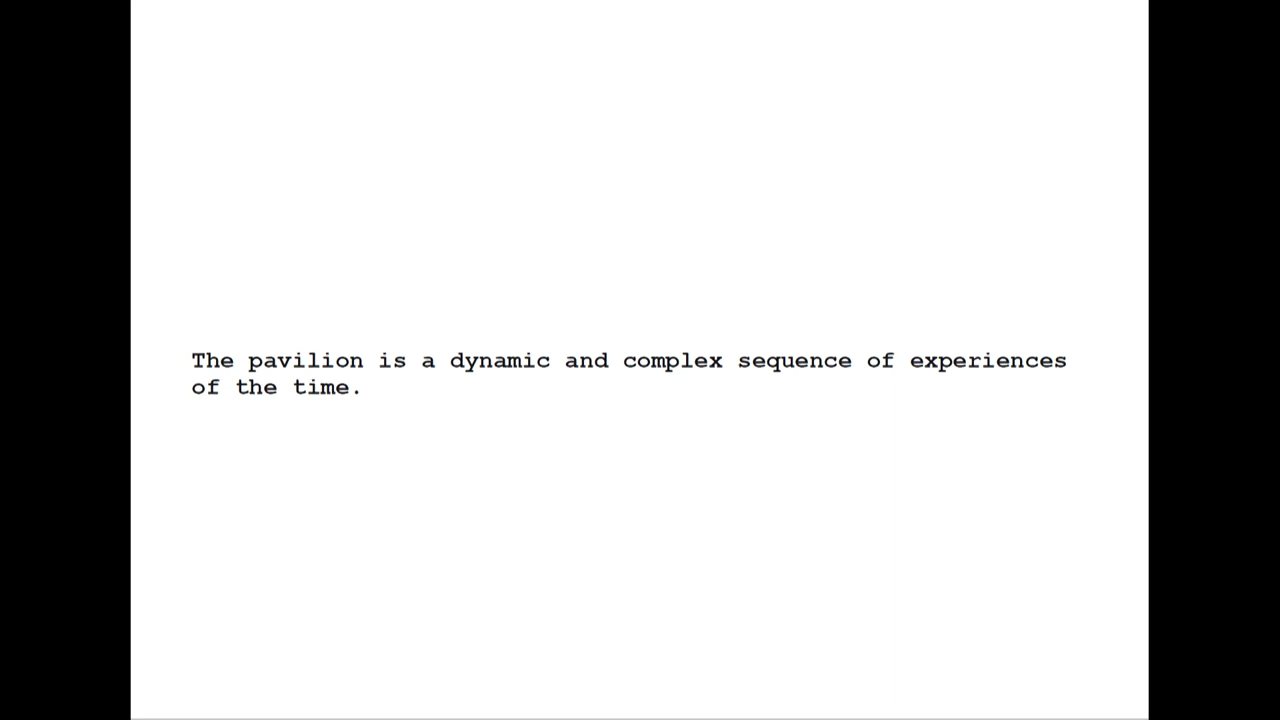 The pavilion is a dynamic and complex sequence of experiences
of the time.